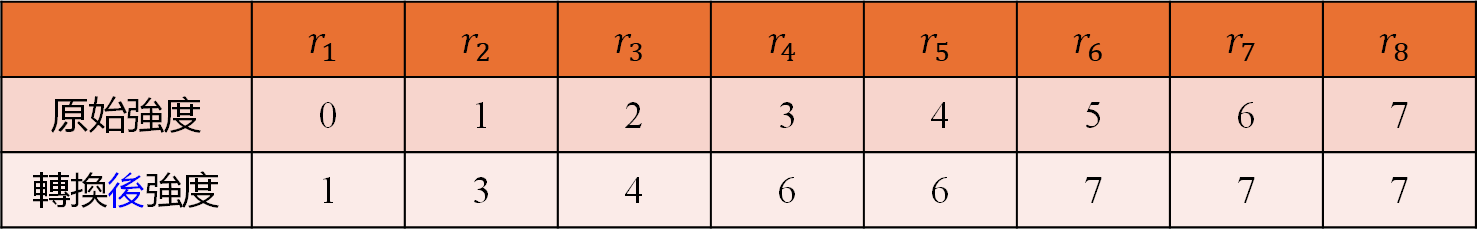 r₁ r₂ r₃ r₄ r₅ r₆ r₇ r₈
原始強度 0 1 2 3 4 5 6 7
轉換後強度 1 3 4 6 6 7 7 7